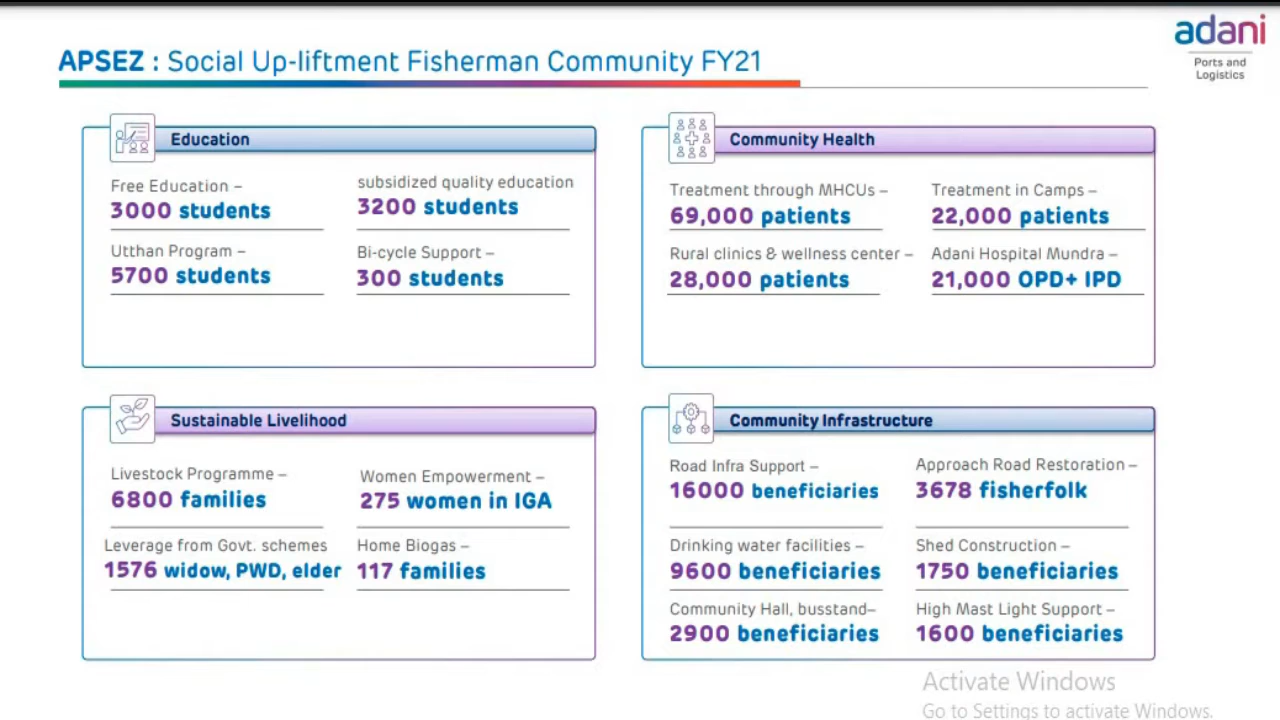 adani
Ports and
Logistics
APSEZ : Social Up-liftment Fisherman Community FY21
Education
Free Education –
3000 students
subsidized quality education
3200 students
Utthan Program –
5700 students
Bi-cycle Support –
300 students
Community Health
Treatment through MHCUs –
69,000 patients
Treatment in Camps –
22,000 patients
Rural clinics & wellness center –
28,000 patients
Adani Hospital Mundra –
21,000 OPD+ IPD
Sustainable Livelihood
Livestock Programme –
6800 families
Women Empowerment –
275 women in IGA
Leverage from Govt. schemes
1576 widow, PWD, elder
Home Biogas –
117 families
Community Infrastructure
Road Infra Support –
16000 beneficiaries
Approach Road Restoration –
3678 fisherfolk
Drinking water facilities –
9600 beneficiaries
Shed Construction –
1750 beneficiaries
Community Hall, busstand–
2900 beneficiaries
High Mast Light Support –
1600 beneficiaries
Activate Windows
Go to Settings to activate Windows.